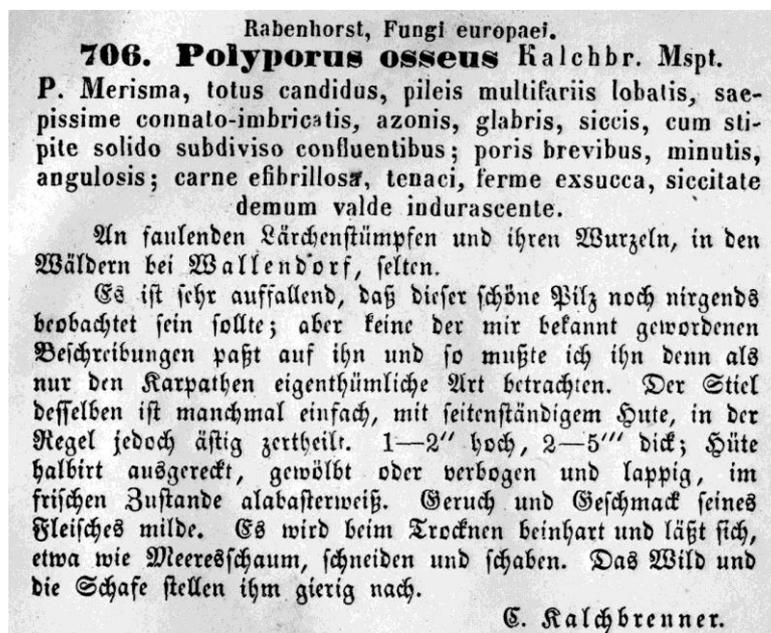 Rabenhorst, Fungi europaei.
706. Polyporus osseus Kalchbr. Mspt.
P. Merisma, totus candidus, pileis multifariis lobatis, sae-
pissime connato-imbricatis, azonis, glabris, siccis, cum sti-
pite solido subdiviso confluentibus; poris brevibus, minutis,
angulosis; carne efibrillosa, tenaci, ferme exsucca, siccitate
demum valde indurascente.
An faulenden Lärchenstümpfen und ihren Wurzeln, in den
Wäldern bei Wallendorf, selten.
Es ist sehr auffallend, daß dieser schöne Pilz noch nirgends
beobachtet sein sollte; aber keine der mir bekannt gewordenen
Beschreibungen paßt auf ihn und so mußte ich ihn denn als
nur den Karpathen eigenthümliche Art betrachten. Der Stiel
desselben ist manchmal einfach, mit seitenständigem Hute, in der
Regel jedoch ästig zertheilt. 1—2″ hoch, 2—5‴ dick; Hüte
halbirt ausgereckt, gewölbt oder verbogen und lappig, im
frischen Zustande alabasterweiß. Geruch und Geschmack seines
Fleisches milde. Es wird beim Trocknen beinhart und läßt sich,
etwa wie Meeresschaum, schneiden und schaben. Das Wild und
die Schafe stellen ihm gierig nach.
C. Kalchbrenner.